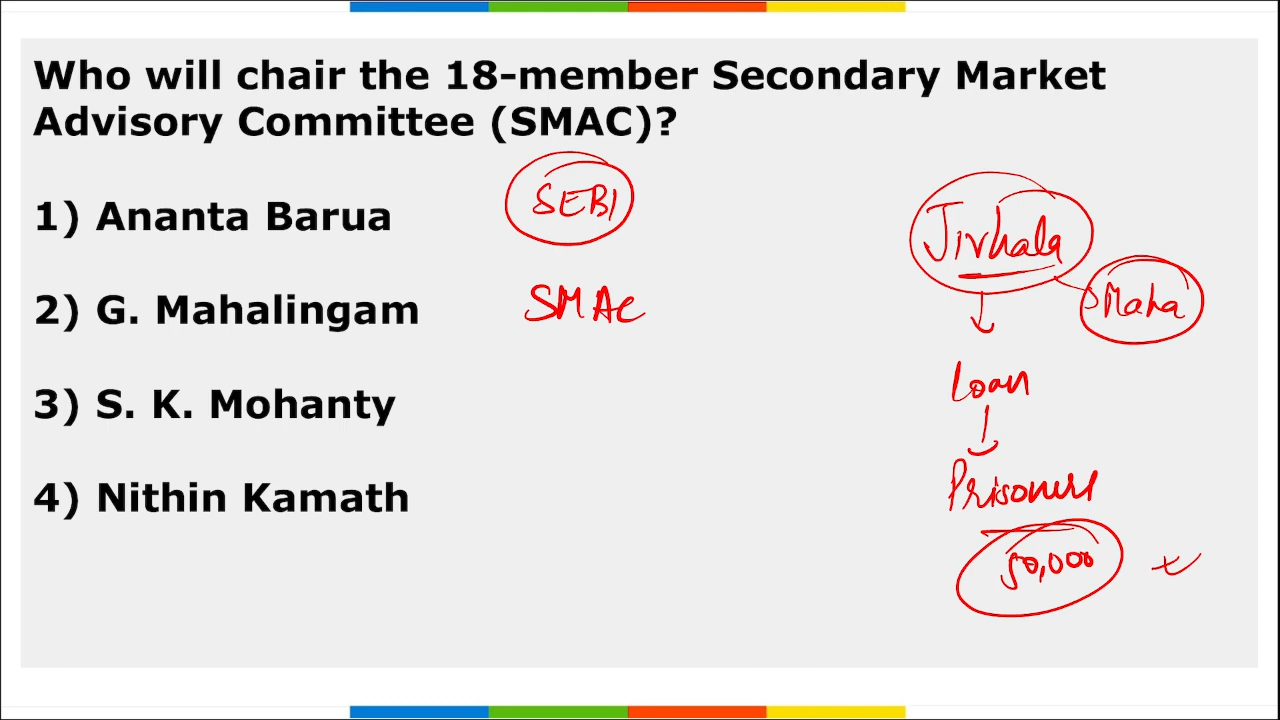 Who will chair the 18-member Secondary Market
Advisory Committee (SMAC)?
1) Ananta Barua
2) G. Mahalingam
3) S. K. Mohanty
4) Nithin Kamath
SEBI
SMAC
Jivhala
Maha
Loan
Prisoners
50,000